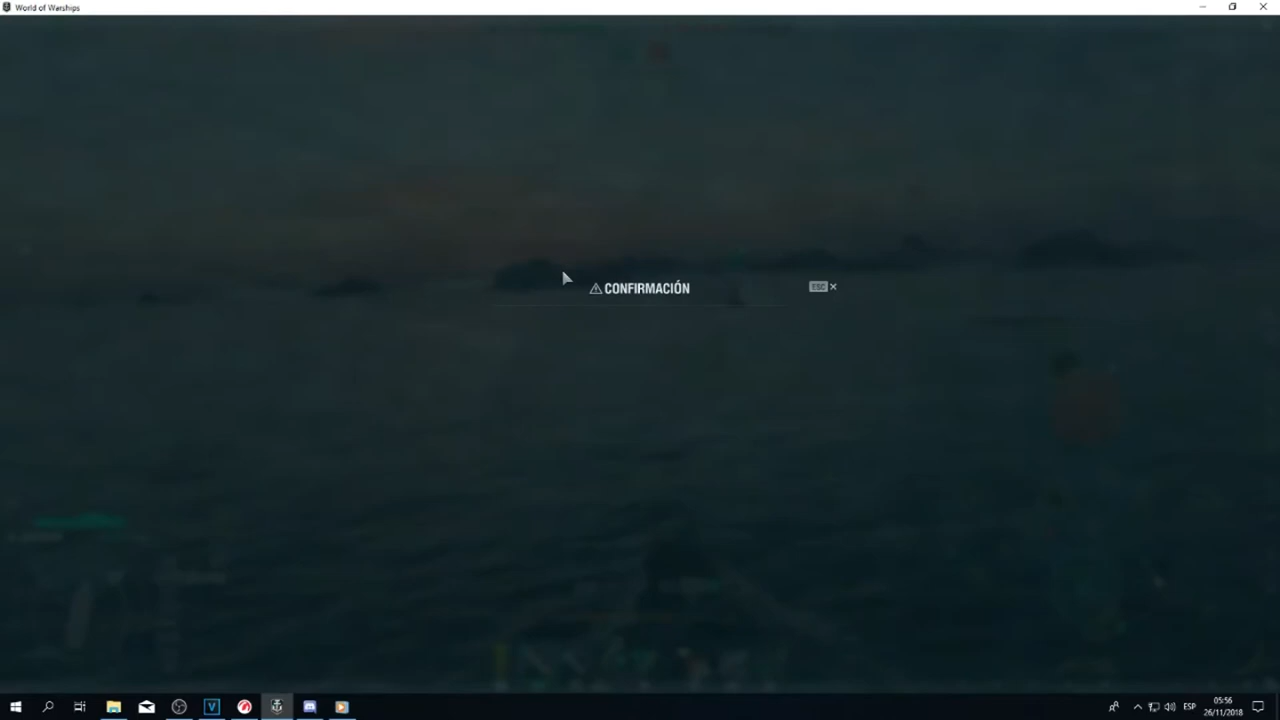 World of Warships
CONFIRMACIÓN
ESC
V
ESP
05:56
26/11/2018